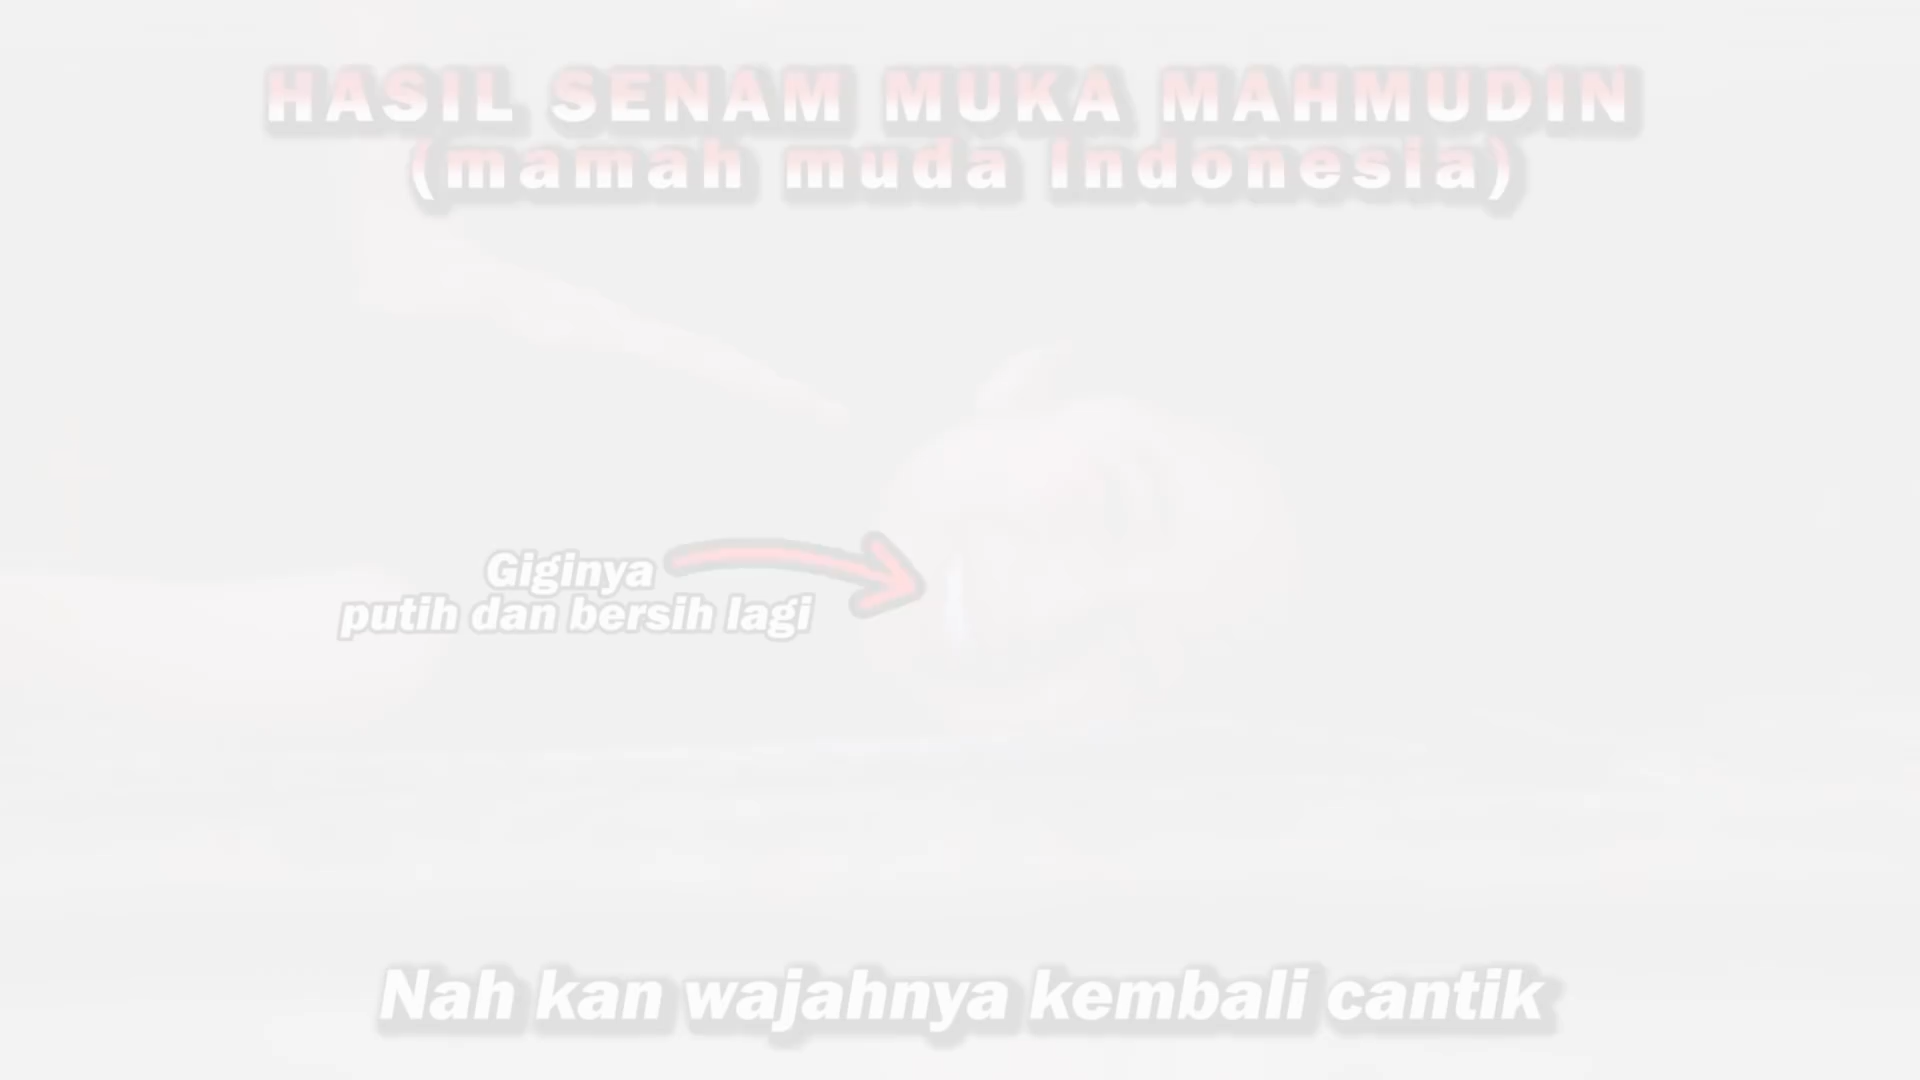 HASIL SENAM MUKA MAHMUDIN
(mamah muda Indonesia)
Giginya
putih dan bersih lagi
Nah kan wajahnya kembali cantik